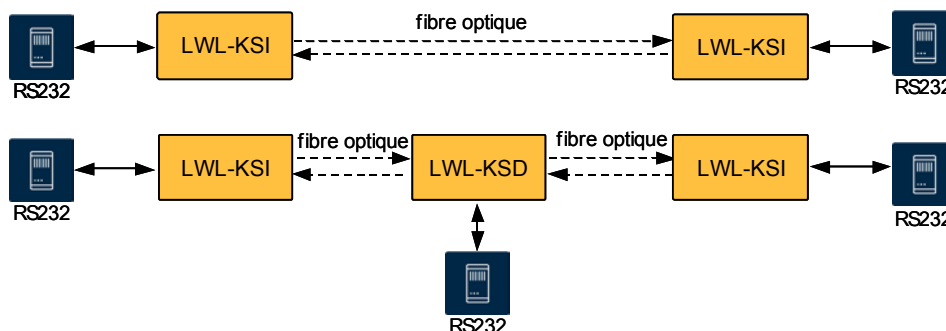 fibre optique
LWL-KSI
LWL-KSI
RS232
RS232
fibre optique
fibre optique
LWL-KSI
LWL-KSD
LWL-KSI
RS232
RS232
RS232